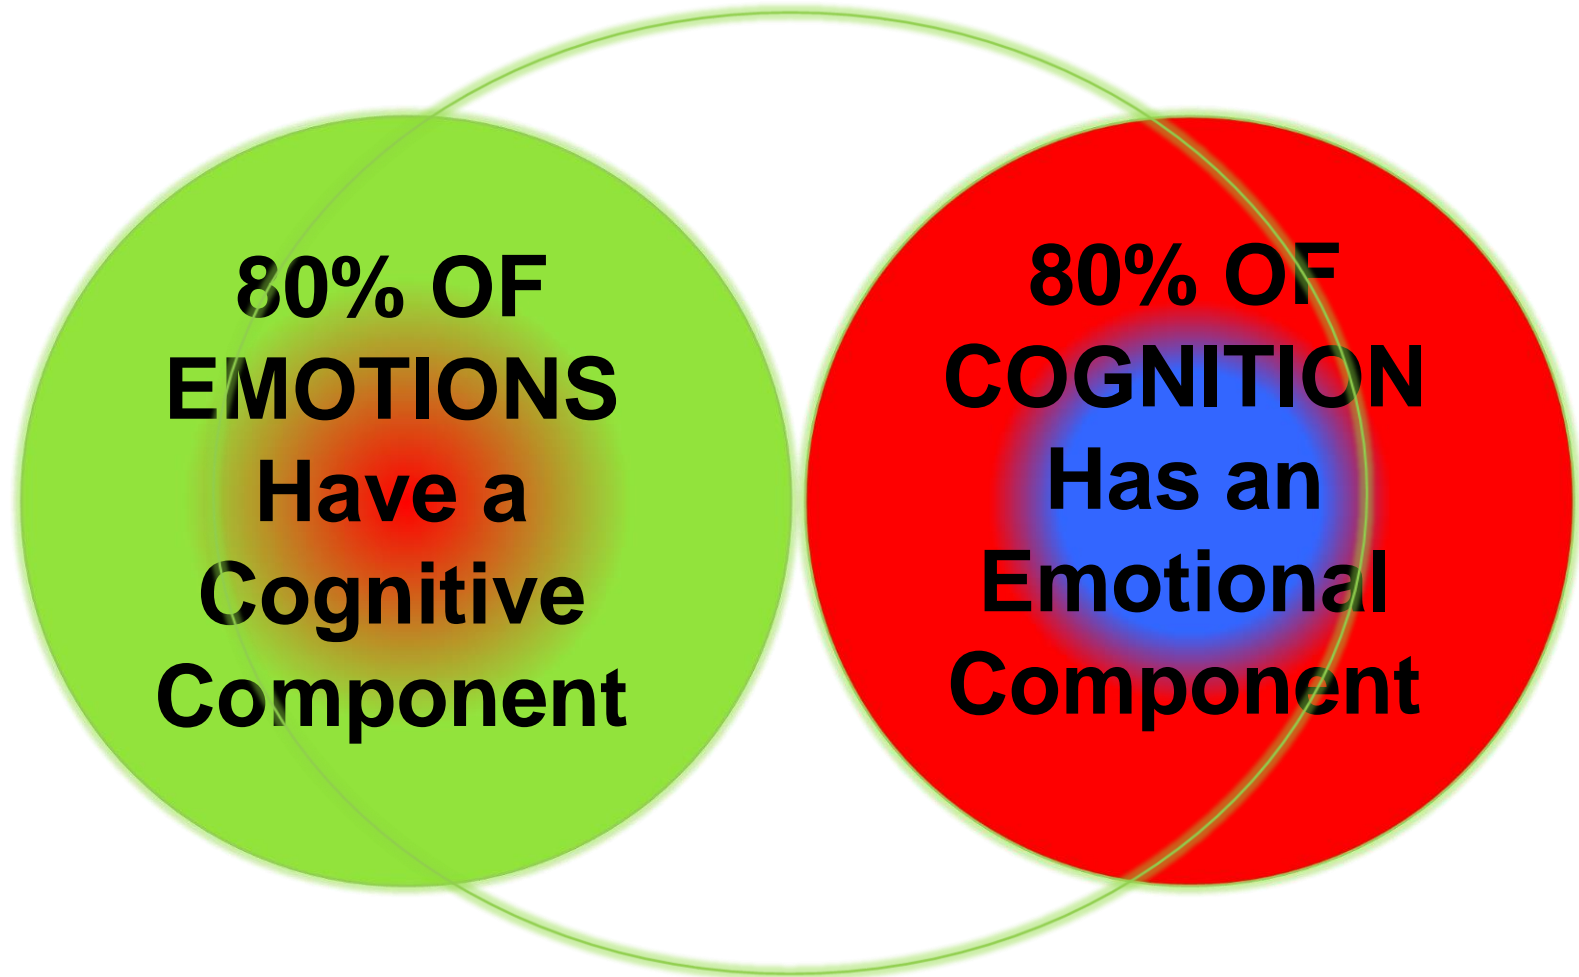 80% OF
EMOTIONS
Have a
Cognitive
Component
80% OF
COGNITION
Has an
Emotional
Component